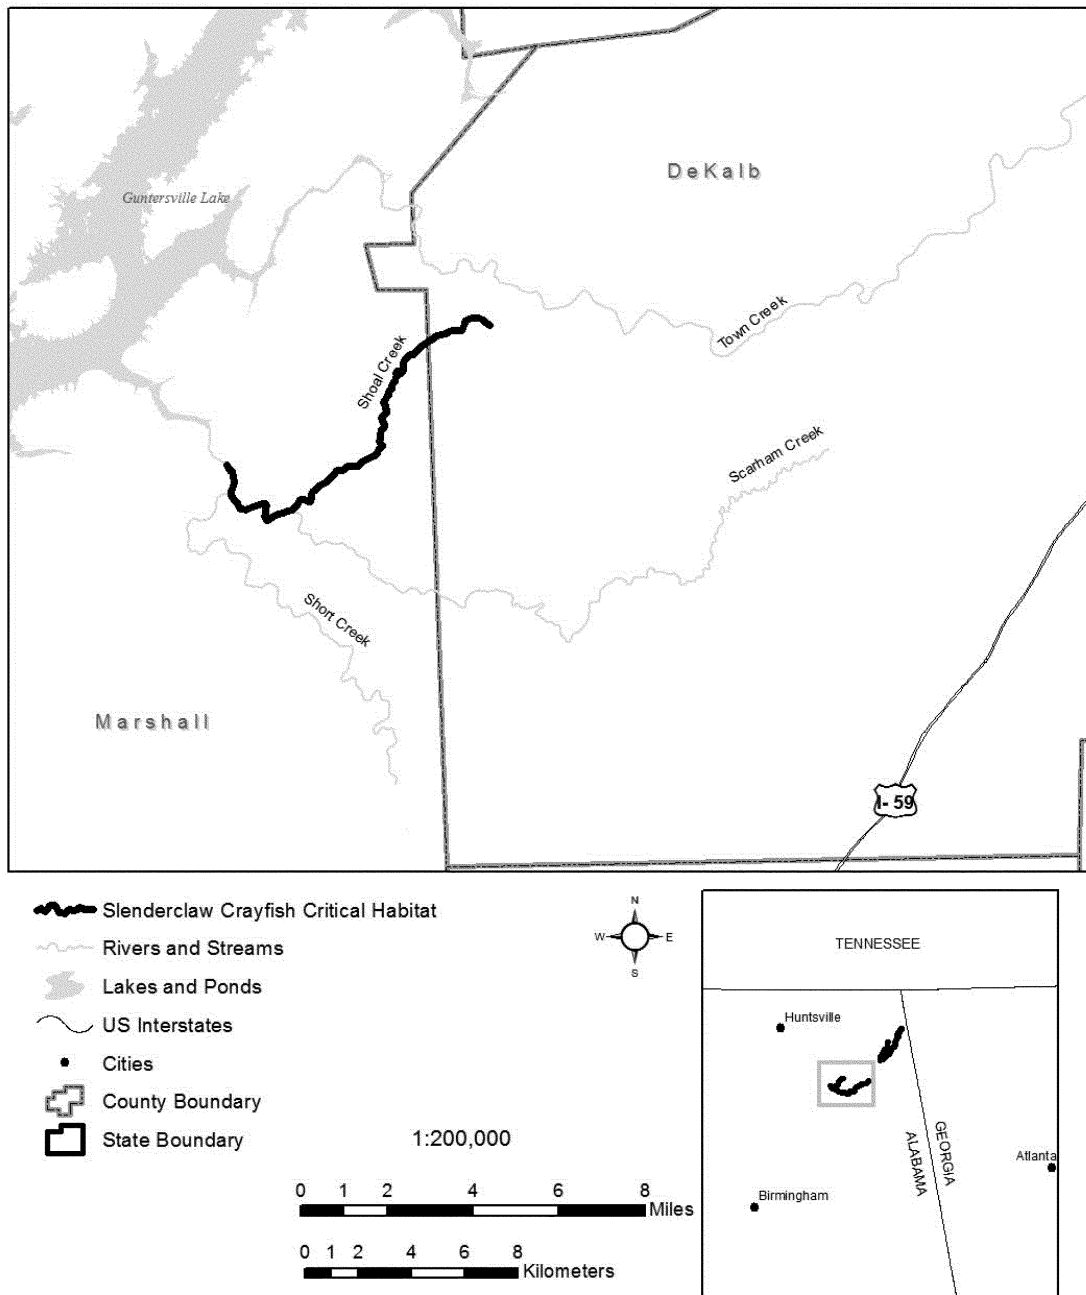 DeKalb
Guntersville Lake
Town Creek
Shoal Creek
Scarham Creek
Short Creek
Marshall
I- 59
Slenderclaw Crayfish Critical Habitat
Rivers and Streams
Lakes and Ponds
US Interstates
Cities
County Boundary
State Boundary
N
W
E
S
1:200,000
0 1 2 4 6 8
Miles
0 1 2 4 6 8
Kilometers
TENNESSEE
Huntsville
GEORGIA
ALABAMA
Atlanta
Birmingham